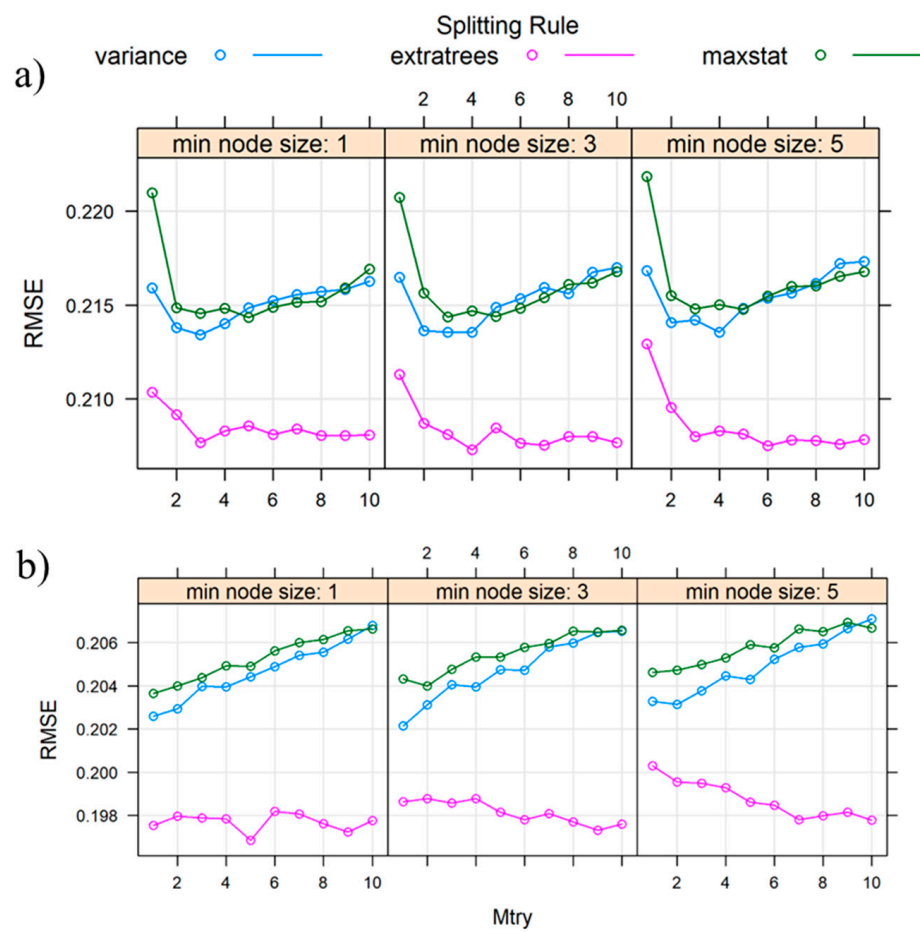 Splitting Rule
variance extratrees maxstat
a)
2 4 6 8 10
min node size: 1 min node size: 3 min node size: 5
0.220
0.215
0.210
RMSE
2 4 6 8 10 2 4 6 8 10
b)
2 4 6 8 10
min node size: 1 min node size: 3 min node size: 5
0.206
0.204
0.202
0.200
0.198
RMSE
2 4 6 8 10 2 4 6 8 10
Mtry